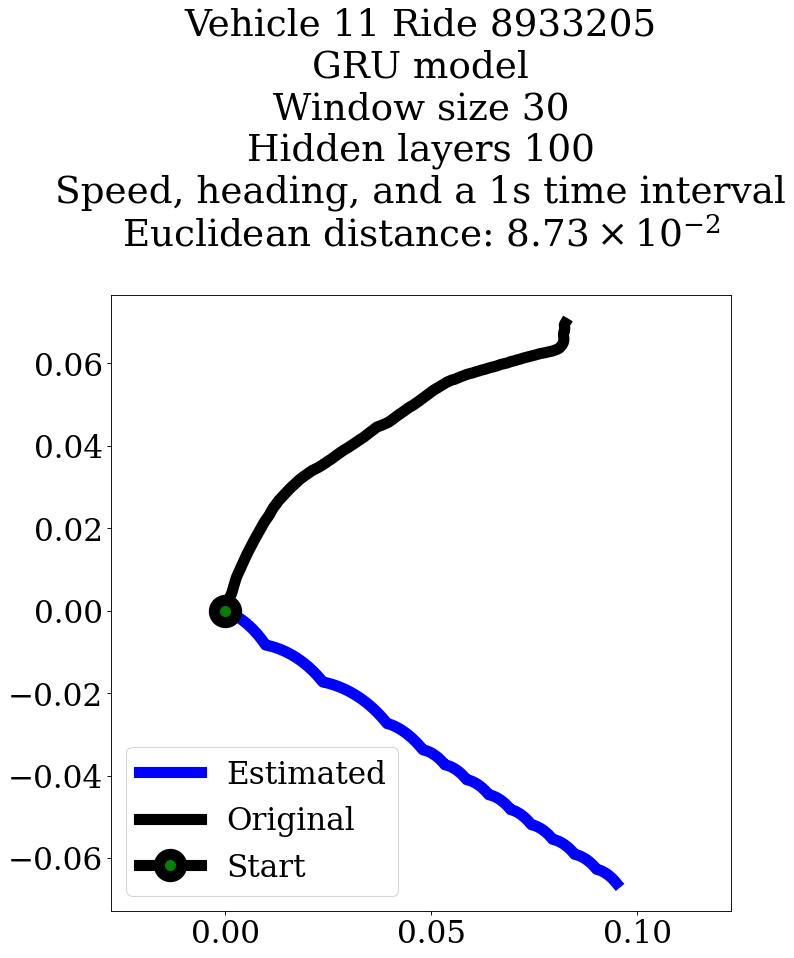 Vehicle 11 Ride 8933205
GRU model
Window size 30
Hidden layers 100
Speed, heading, and a 1s time interval
Euclidean distance: 8.73 × 10⁻²
0.06
0.04
0.02
0.00
−0.02
−0.04
−0.06
Estimated
Original
Start
0.00 0.05 0.10